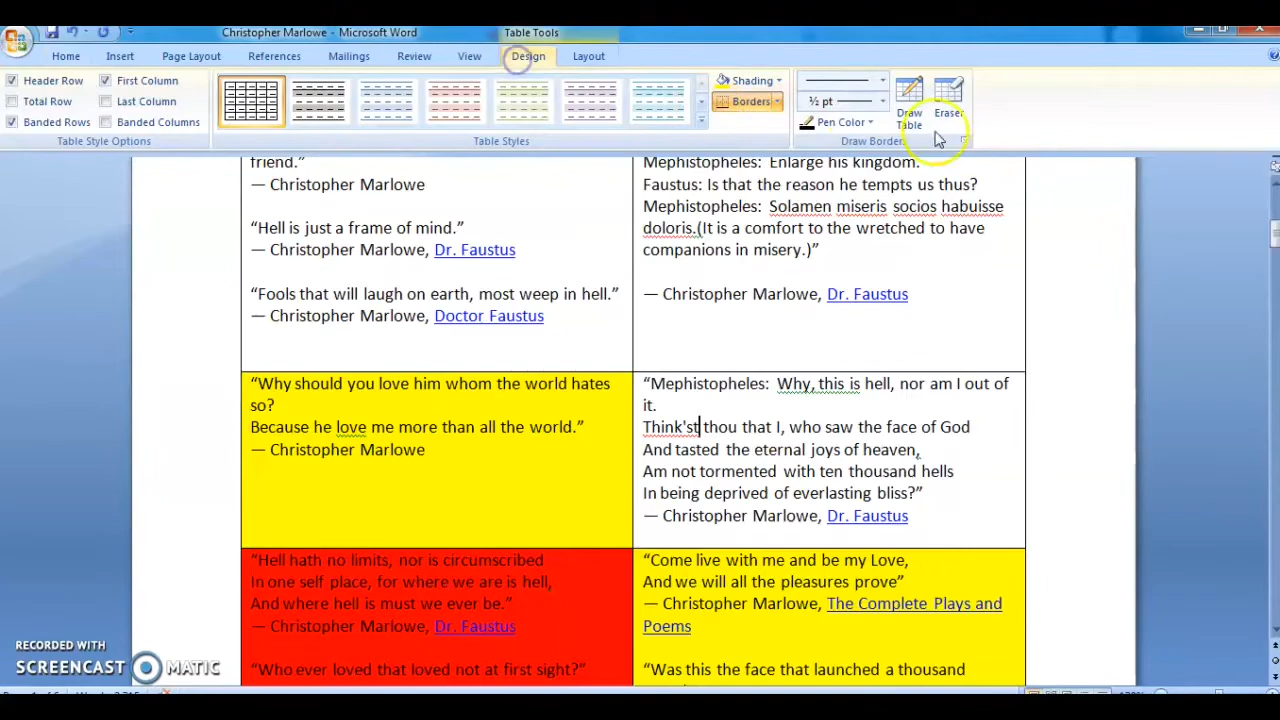 Christopher Marlowe - Microsoft Word
Table Tools
Home Insert Page Layout References Mailings Review View Design Layout
Header Row First Column
Total Row Last Column
Banded Rows Banded Columns
Table Style Options
Table Styles
Shading
Borders
½ pt
Pen Color
Draw Table
Eraser
Draw Borders
friend.”
— Christopher Marlowe
“Hell is just a frame of mind.”
— Christopher Marlowe, Dr. Faustus
“Fools that will laugh on earth, most weep in hell.”
— Christopher Marlowe, Doctor Faustus
Mephistopheles: Enlarge his kingdom.
Faustus: Is that the reason he tempts us thus?
Mephistopheles: Solamen miseris socios habuisse
doloris.(It is a comfort to the wretched to have
companions in misery.)”
— Christopher Marlowe, Dr. Faustus
“Why should you love him whom the world hates
so?
Because he love me more than all the world.”
— Christopher Marlowe
“Mephistopheles: Why, this is hell, nor am I out of
it.
Think'st thou that I, who saw the face of God
And tasted the eternal joys of heaven,
Am not tormented with ten thousand hells
In being deprived of everlasting bliss?”
— Christopher Marlowe, Dr. Faustus
“Hell hath no limits, nor is circumscribed
In one self place, for where we are is hell,
And where hell is must we ever be.”
— Christopher Marlowe, Dr. Faustus
“Who ever loved that loved not at first sight?”
“Come live with me and be my Love,
And we will all the pleasures prove”
— Christopher Marlowe, The Complete Plays and
Poems
“Was this the face that launched a thousand
RECORDED WITH
SCREENCAST MATIC